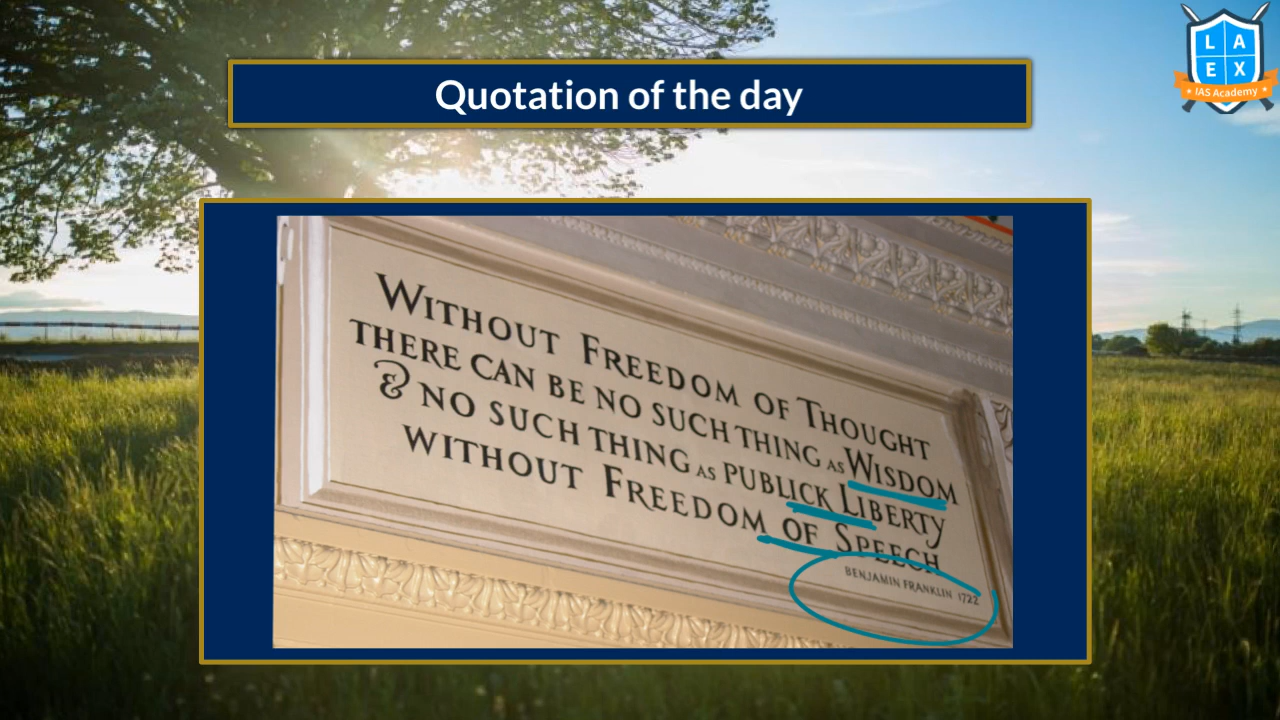 Quotation of the day
L A
E X
IAS Academy
WITHOUT FREEDOM OF THOUGHT
THERE CAN BE NO SUCH THING AS WISDOM
& NO SUCH THING AS PUBLICK LIBERTY
WITHOUT FREEDOM OF SPEECH
BENJAMIN FRANKLIN 1722